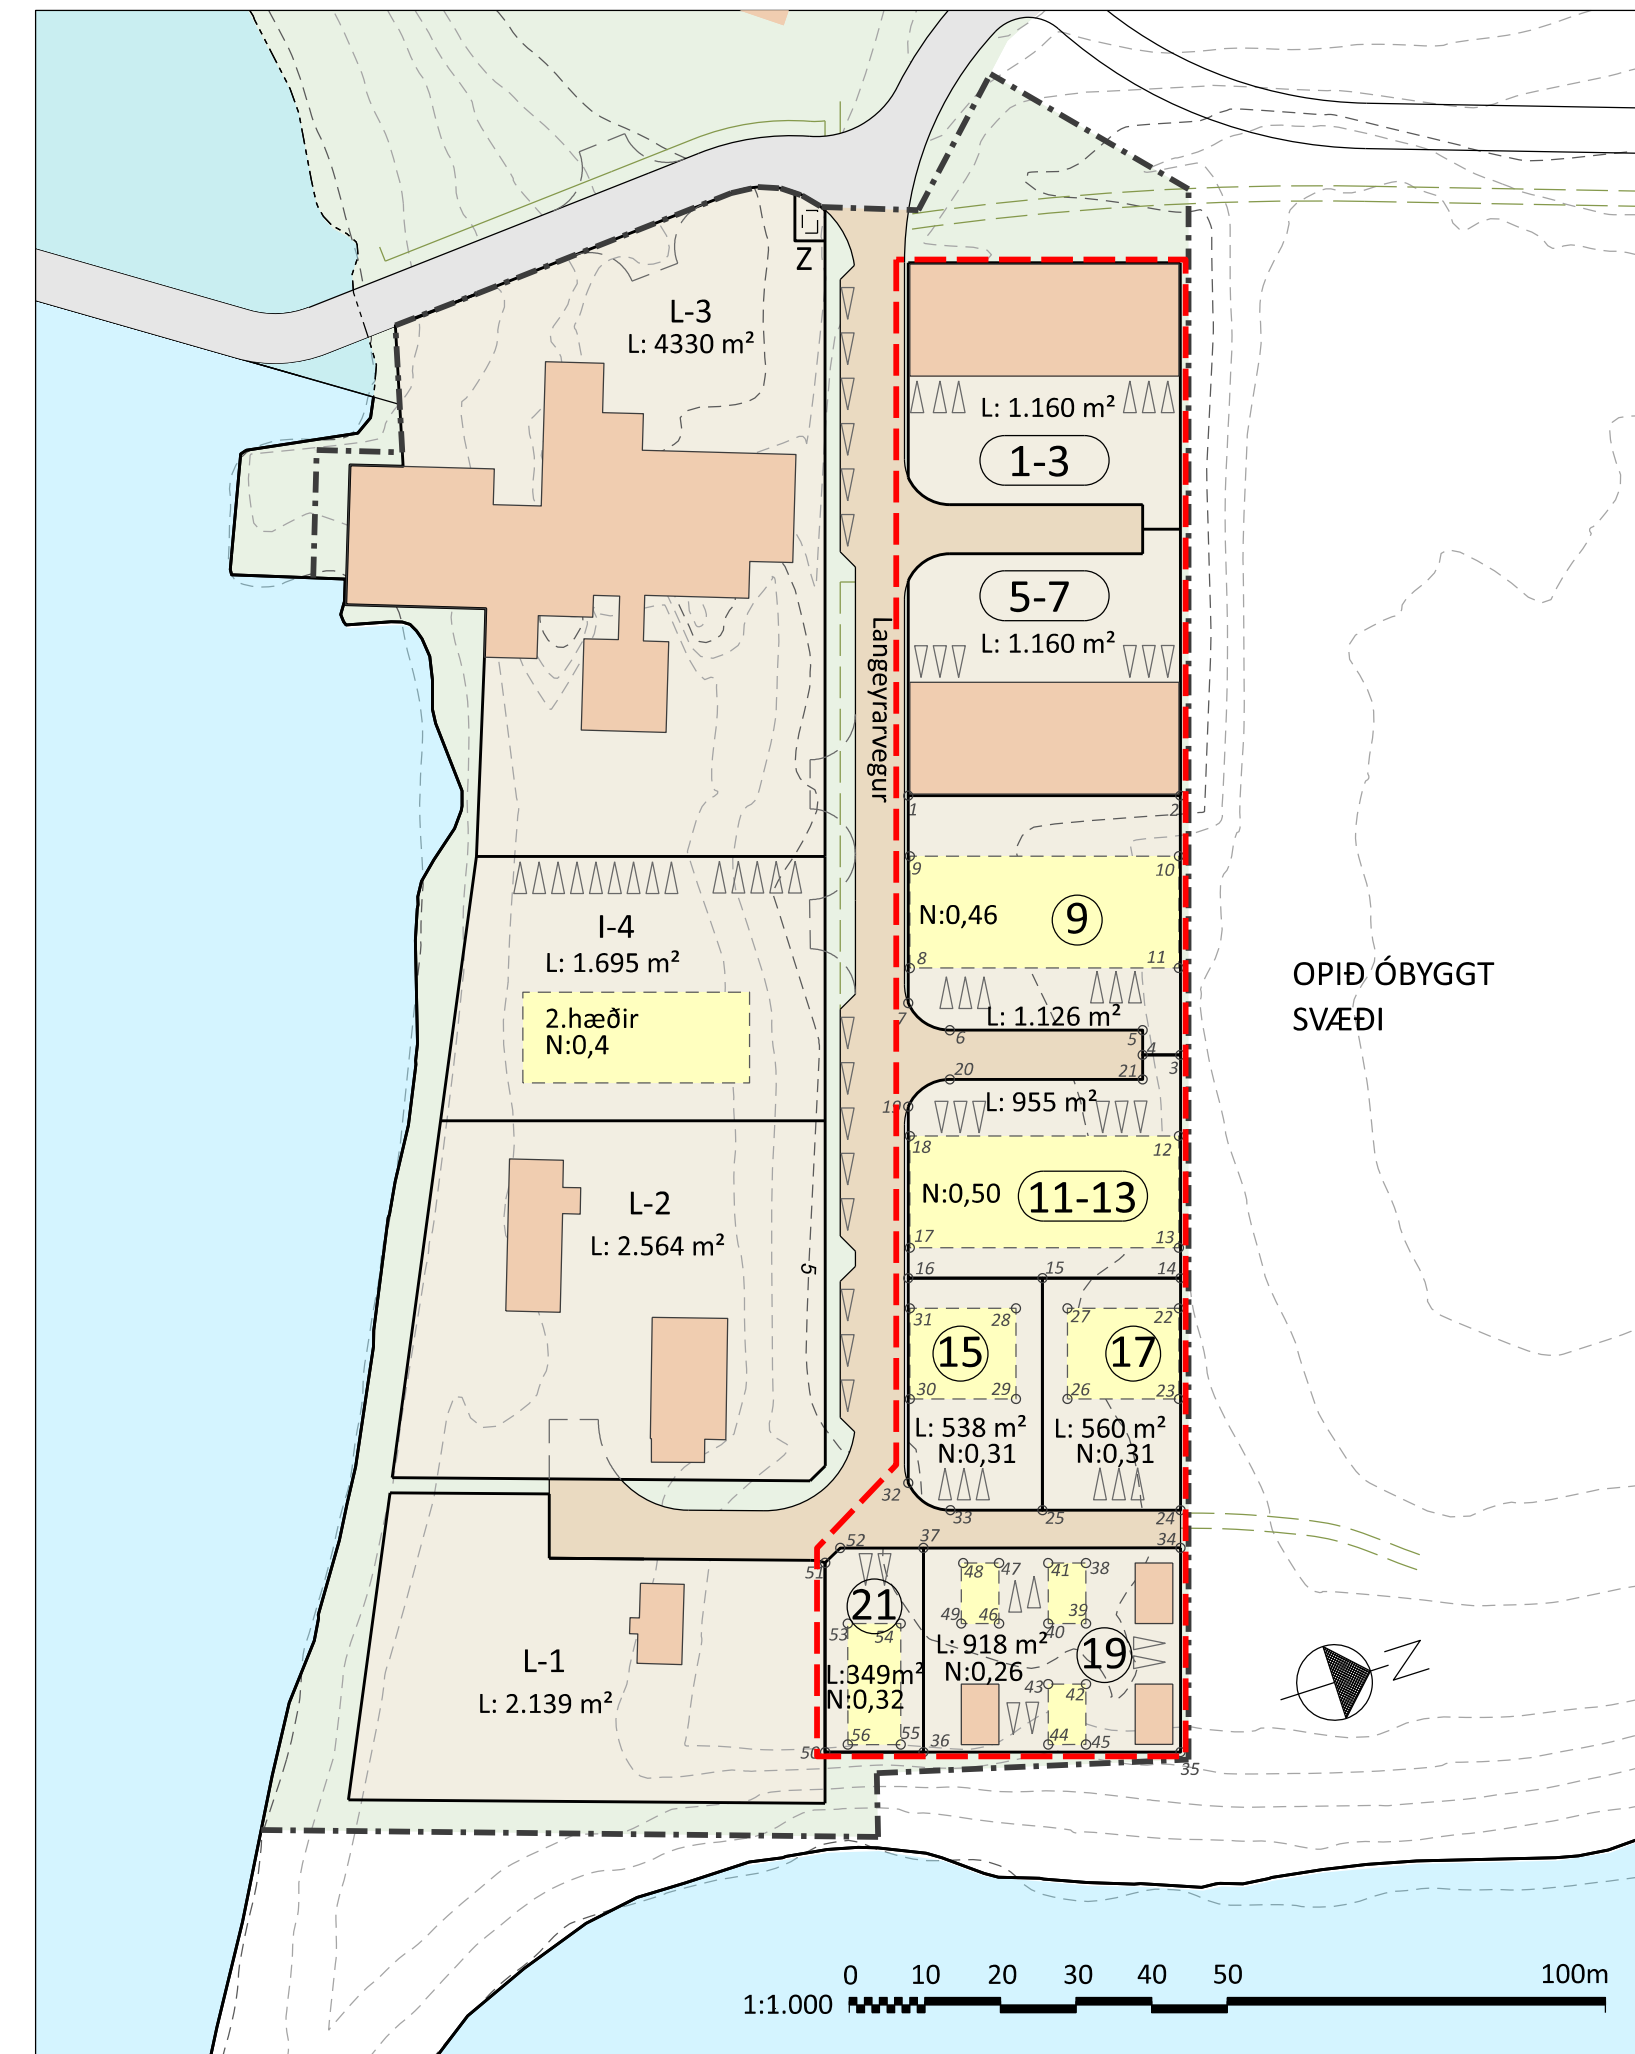 Z
L-3
L: 4330 m²
L: 1.160 m²
1-3
5-7
L: 1.160 m²
Langeyrarvegur
1
2
9
10
N:0,46
9
8
11
I-4
L: 1.695 m²
2.hæðir
N:0,4
OPIÐ ÓBYGGT
SVÆÐI
7
L: 1.126 m²
6
5
4
3
20
21
19
L: 955 m²
18
12
N:0,50
11-13
17
13
L-2
L: 2.564 m²
5
16
15
14
31
28
27
22
15
17
30
29
26
23
L: 538 m²
N:0,31
L: 560 m²
N:0,31
32
33
25
24
52
37
34
51
48
47
41
38
21
49
46
39
40
53
54
L: 918 m²
N:0,26
19
L:349m²
N:0,32
43
42
L-1
L: 2.139 m²
56
55
36
44
45
50
35
N
0 10 20 30 40 50 100m
1:1.000